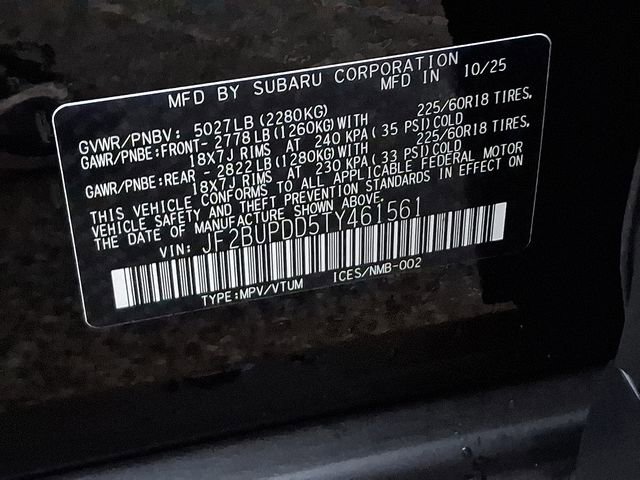 MFD BY SUBARU CORPORATION
MFD IN 10/25
GVWR/PNBV: 5027LB(2280KG)
GAWR/PNBE:FRONT- 2778LB(1260KG)WITH 225/60R18 TIRES,
18X7J RIMS AT 240 KPA(35 PSI)COLD
GAWR/PNBE:REAR - 2822LB(1280KG)WITH 225/60R18 TIRES,
18X7J RIMS AT 230 KPA(33 PSI)COLD
THIS VEHICLE CONFORMS TO ALL APPLICABLE FEDERAL MOTOR
VEHICLE SAFETY AND THEFT PREVENTION STANDARDS IN EFFECT ON
THE DATE OF MANUFACTURE SHOWN ABOVE.
VIN: JF2BUPDD5TY461561
TYPE:MPV/VTUM ICES/NMB-002